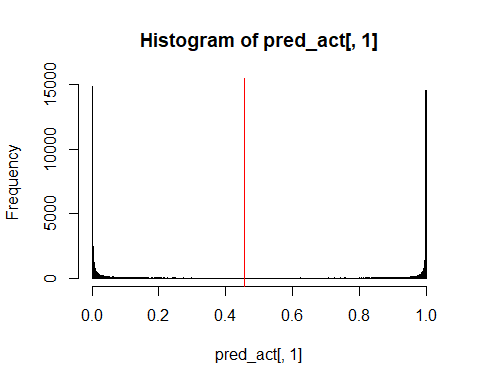 Histogram of pred_act[, 1]
Frequency
15000
10000
5000
0
0.0 0.2 0.4 0.6 0.8 1.0
pred_act[, 1]